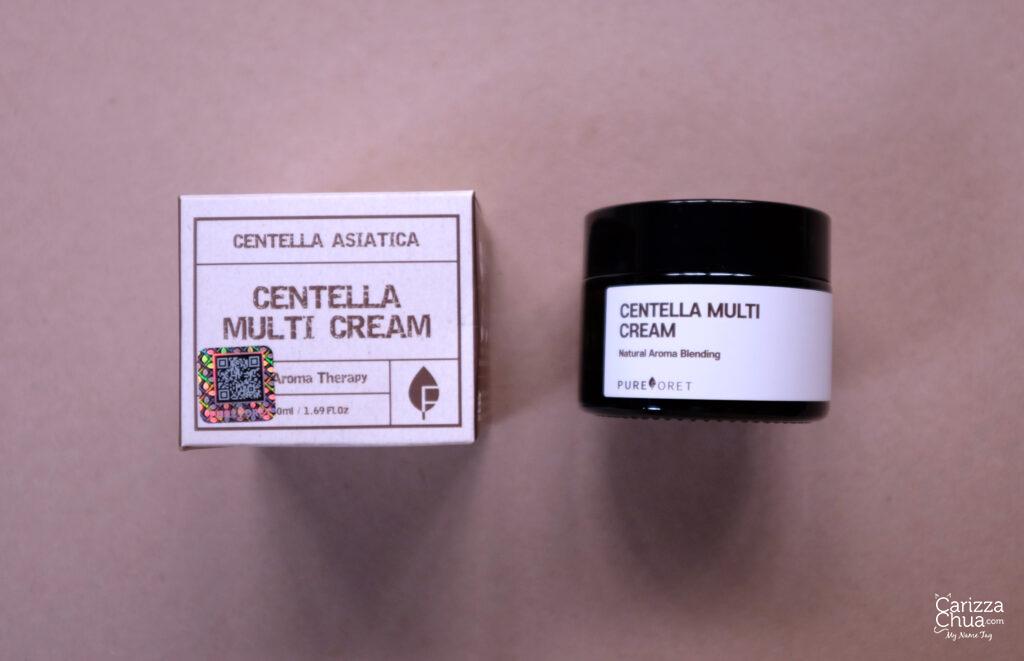 CENTELLA ASIATICA
CENTELLA
MULTI CREAM
Aroma Therapy
0ml / 1.69 Fl.Oz
CENTELLA MULTI
CREAM
Natural Aroma Blending
PUREFORET
Carizza
Chua.com
My Name Tag